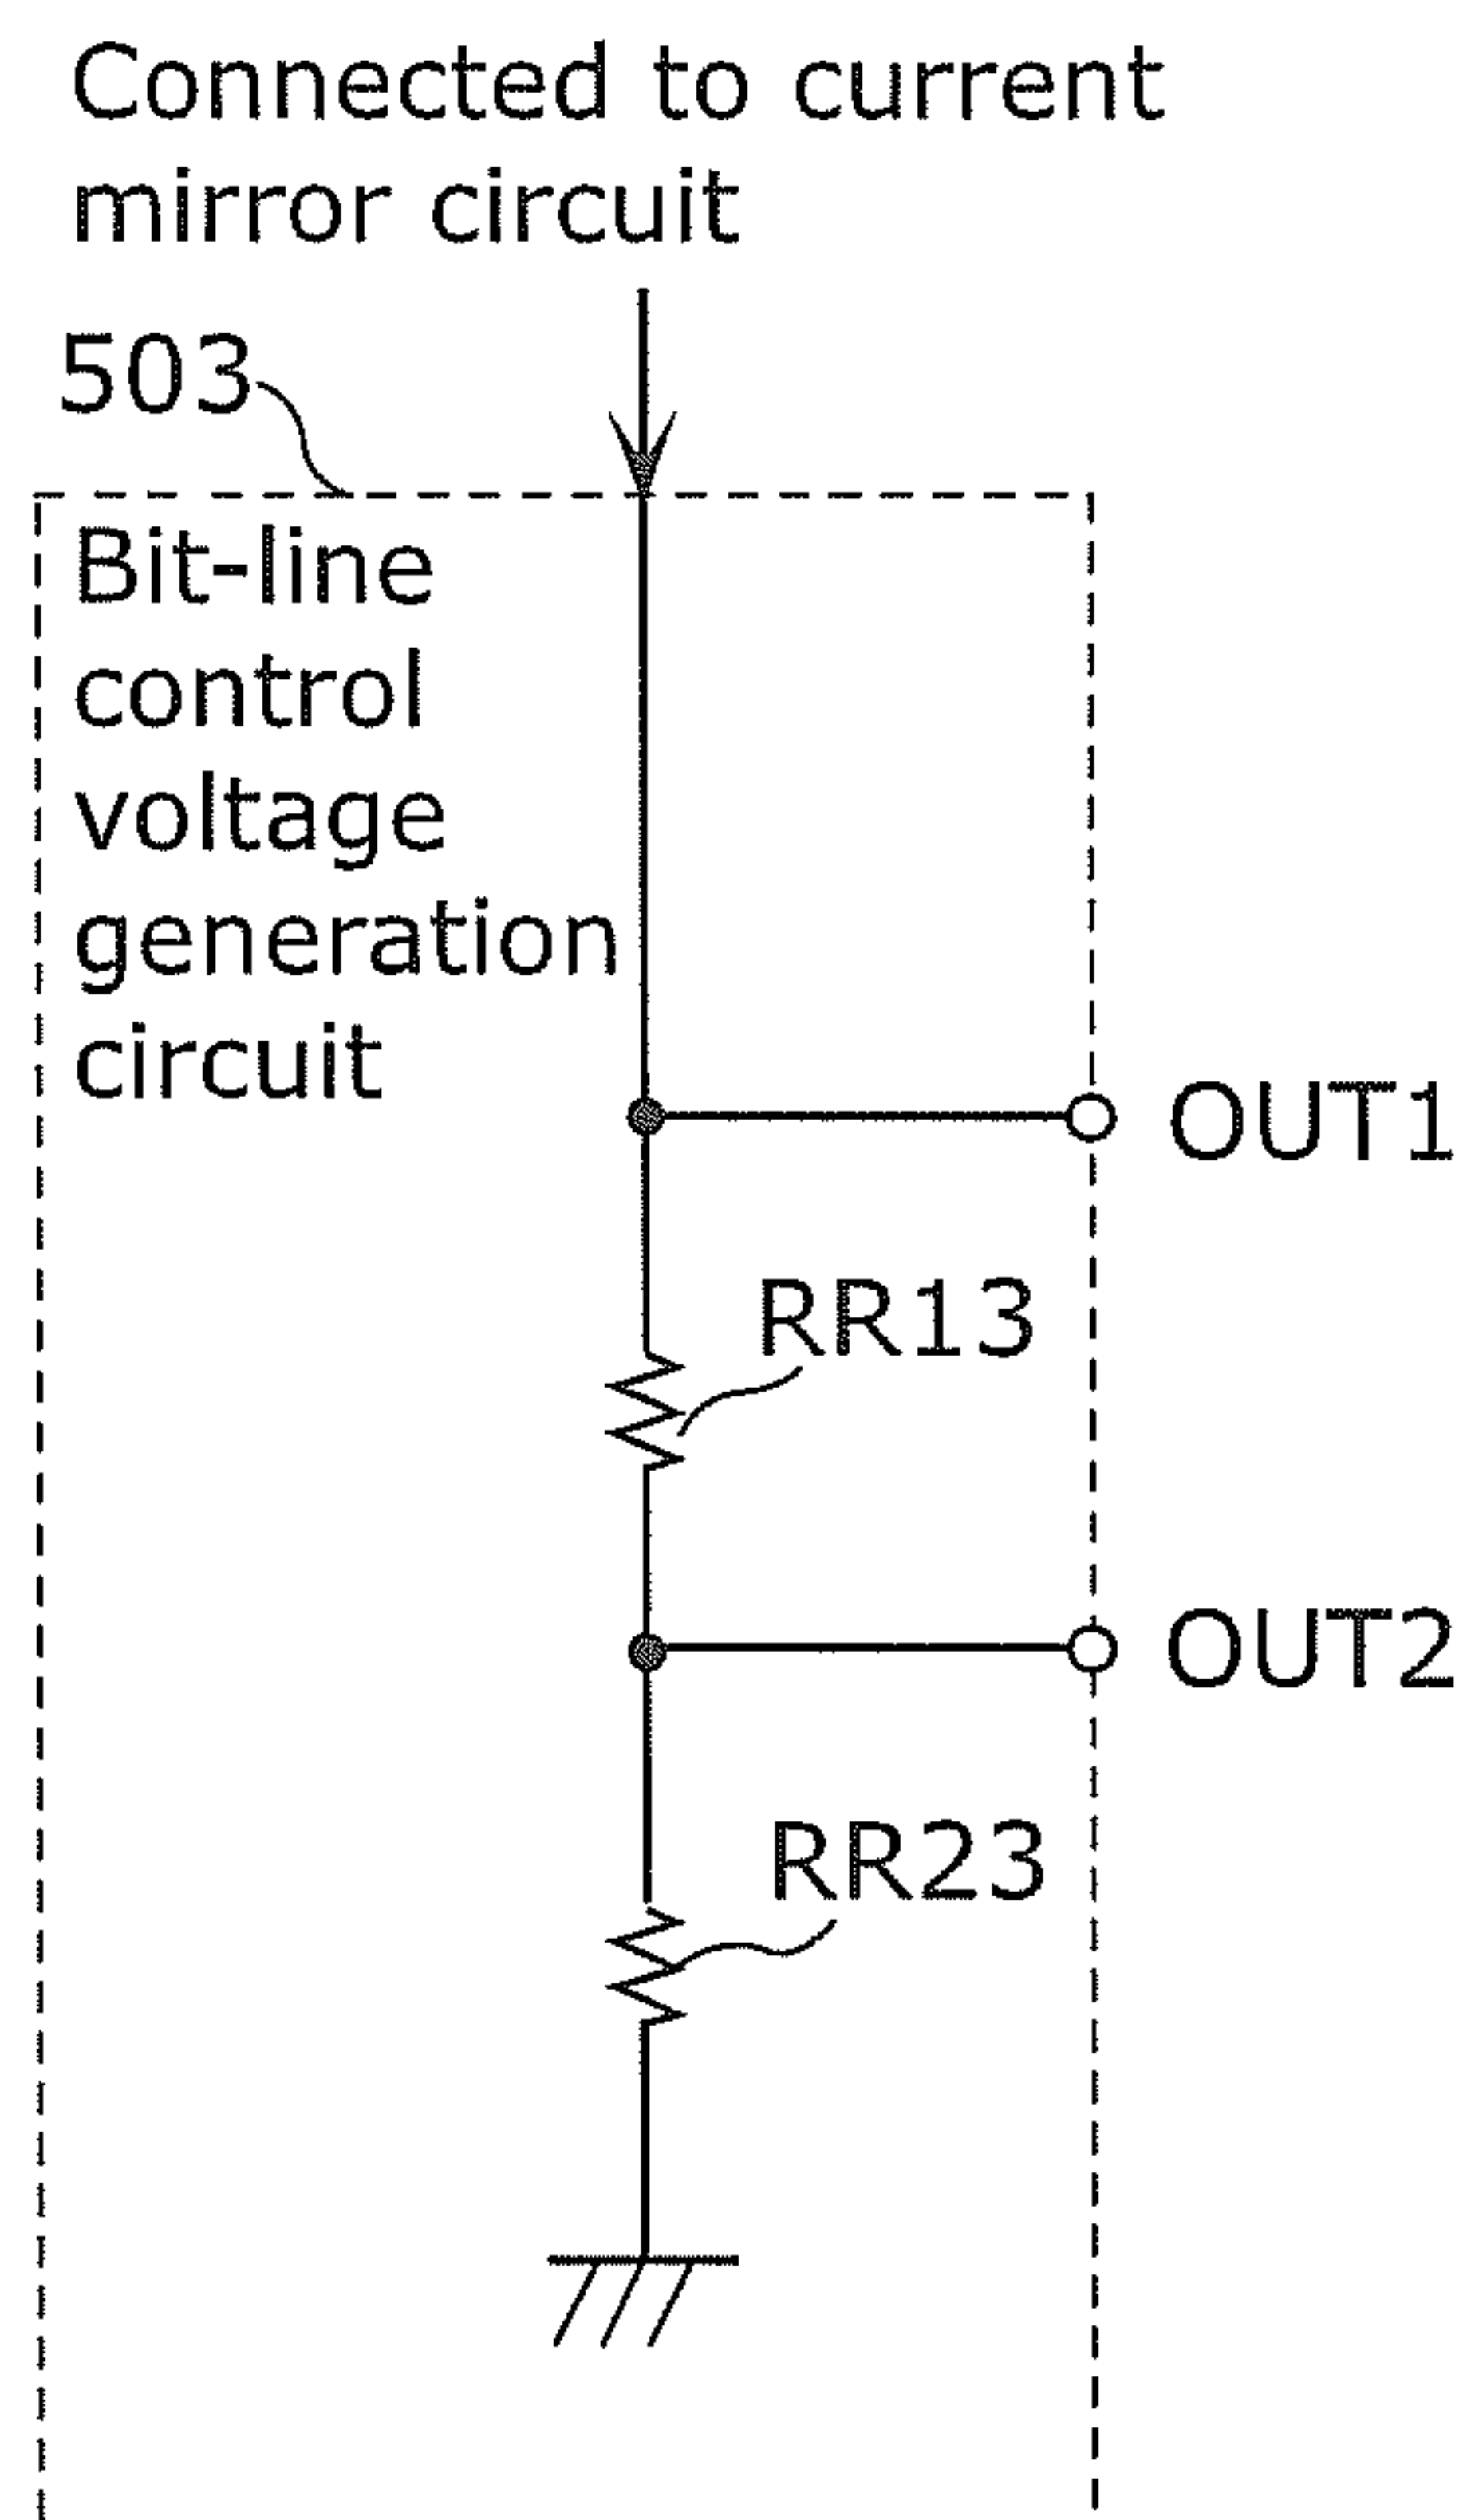 Connected to current
mirror circuit
503
Bit-line
control
voltage
generation
circuit
OUT1
RR13
OUT2
RR23